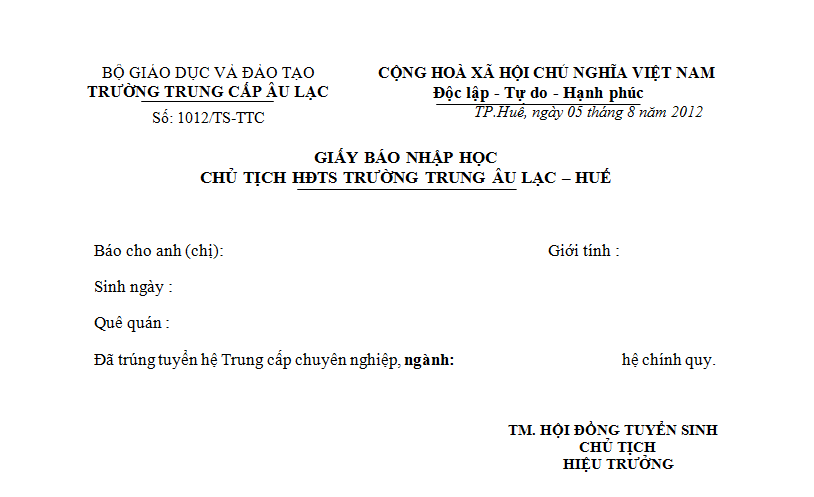 BỘ GIÁO DỤC VÀ ĐÀO TẠO
TRƯỜNG TRUNG CẤP ÂU LẠC
Số: 1012/TS-TTC
CỘNG HOÀ XÃ HỘI CHỦ NGHĨA VIỆT NAM
Độc lập - Tự do - Hạnh phúc
TP.Huế, ngày 05 tháng 8 năm 2012
GIẤY BÁO NHẬP HỌC
CHỦ TỊCH HĐTS TRƯỜNG TRUNG ÂU LẠC – HUẾ
Báo cho anh (chị): Giới tính :
Sinh ngày :
Quê quán :
Đã trúng tuyển hệ Trung cấp chuyên nghiệp, ngành: hệ chính quy.
TM. HỘI ĐỒNG TUYỂN SINH
CHỦ TỊCH
HIỆU TRƯỞNG